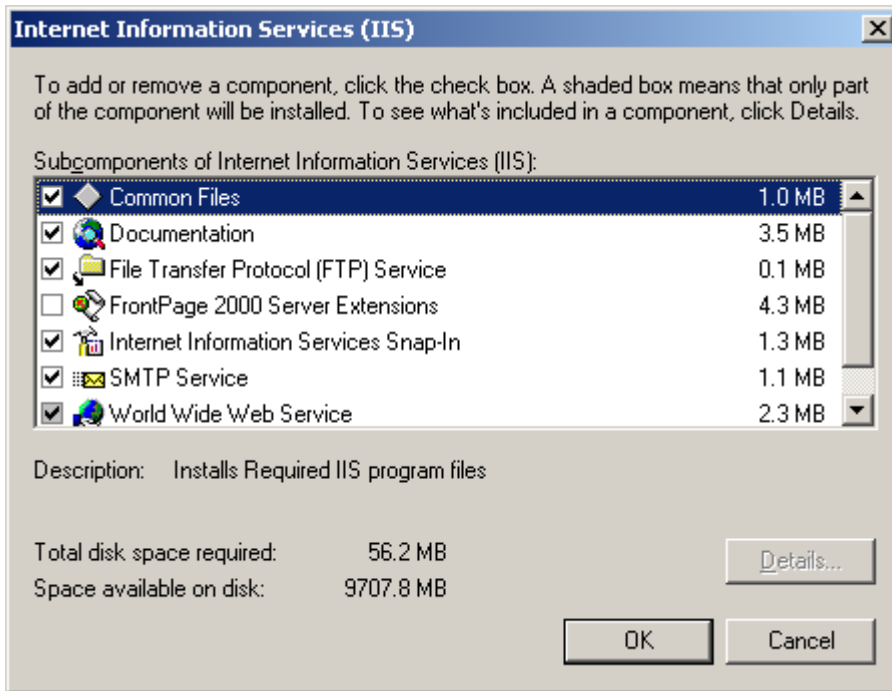 Internet Information Services (IIS)
To add or remove a component, click the check box. A shaded box means that only part
of the component will be installed. To see what's included in a component, click Details.
Subcomponents of Internet Information Services (IIS):
Common Files 1.0 MB
Documentation 3.5 MB
File Transfer Protocol (FTP) Service 0.1 MB
FrontPage 2000 Server Extensions 4.3 MB
Internet Information Services Snap-In 1.3 MB
SMTP Service 1.1 MB
World Wide Web Service 2.3 MB
Description: Installs Required IIS program files
Total disk space required: 56.2 MB
Space available on disk: 9707.8 MB
Details...
OK Cancel